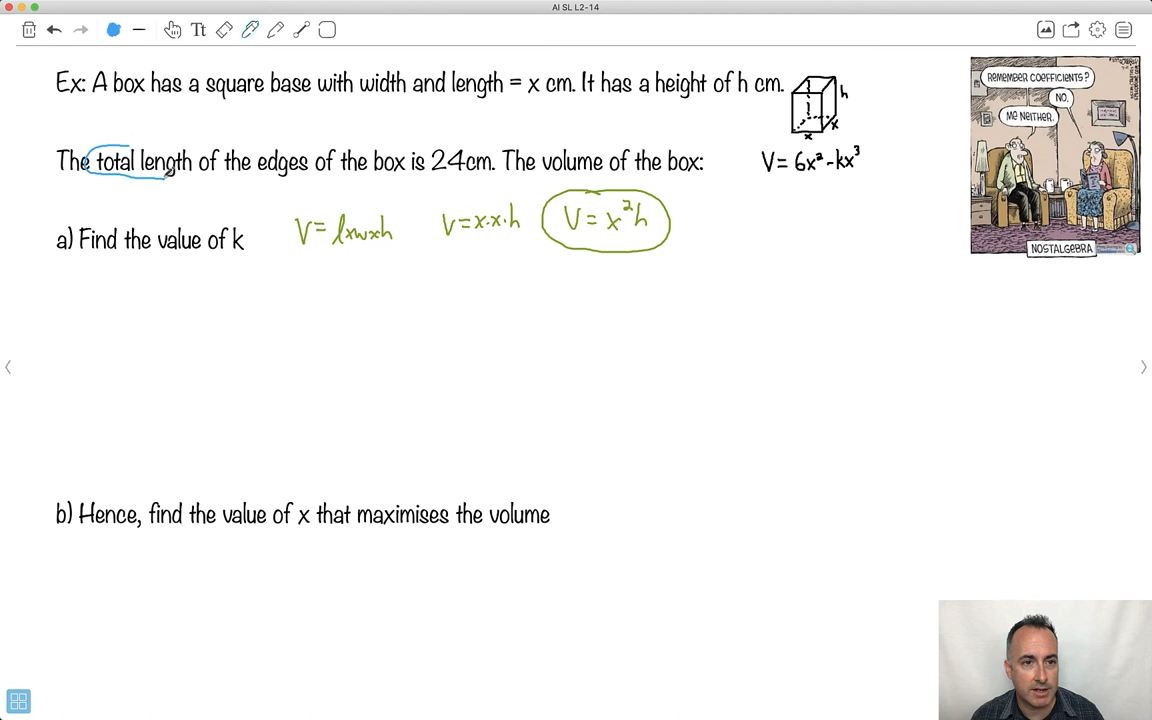 AI SL L2-14
Tt
Ex: A box has a square base with width and length = x cm. It has a height of h cm.
h
x
x
The total length of the edges of the box is 24cm. The volume of the box:
V = 6x² - kx³
a) Find the value of k
V = l×w×h
V = x·x·h
V = x²h
b) Hence, find the value of x that maximises the volume
REMEMBER COEFFICIENTS?
NO.
ME NEITHER.
NOSTALGEBRA